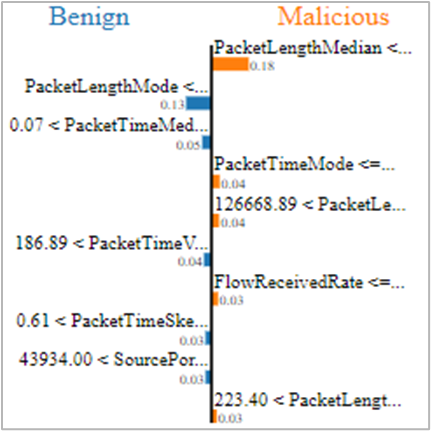 Benign Malicious
PacketLengthMedian <...
0.18
PacketLengthMode <...
0.13
0.07 < PacketTimeMed...
0.05
PacketTimeMode <=...
0.04
126668.89 < PacketLe...
0.04
186.89 < PacketTimeV...
0.04
FlowReceivedRate <=...
0.03
0.61 < PacketTimeSke...
0.03
43934.00 < SourcePor...
0.03
223.40 < PacketLengt...
0.03